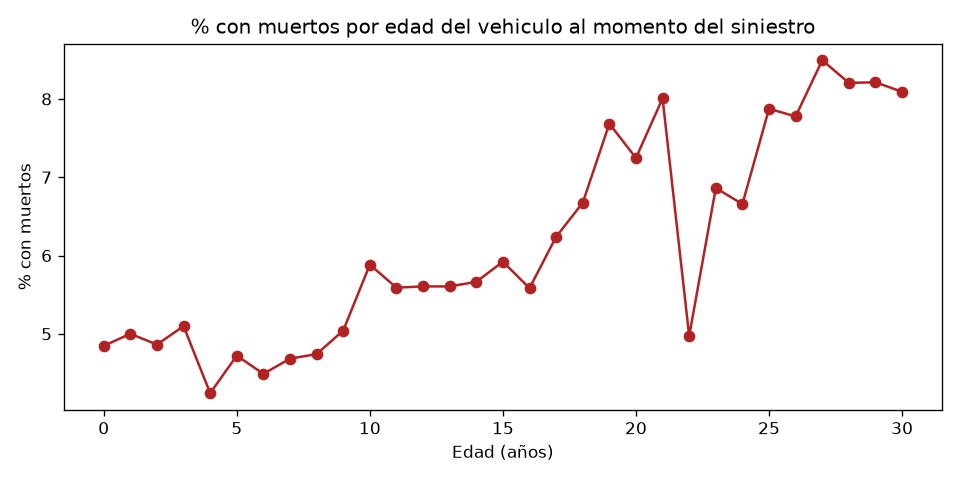 % con muertos por edad del vehiculo al momento del siniestro
% con muertos
8
7
6
5
0 5 10 15 20 25 30
Edad (años)